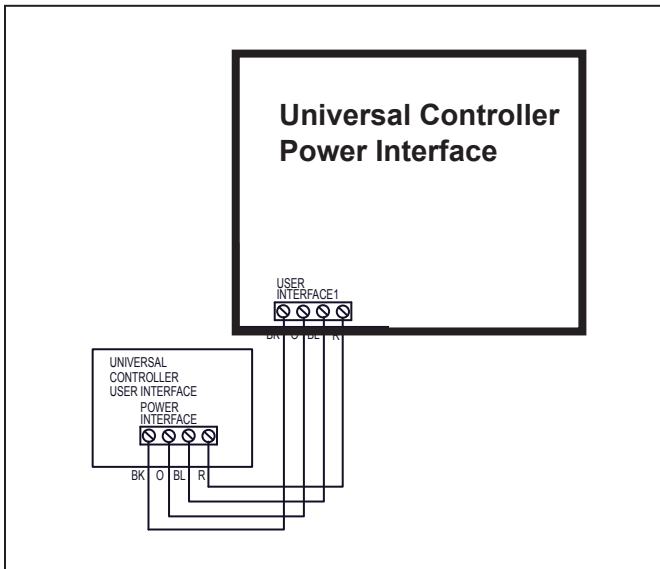 Universal Controller
Power Interface
USER
INTERFACE1
BK O BL R
UNIVERSAL
CONTROLLER
USER INTERFACE
POWER
INTERFACE
BK O BL R